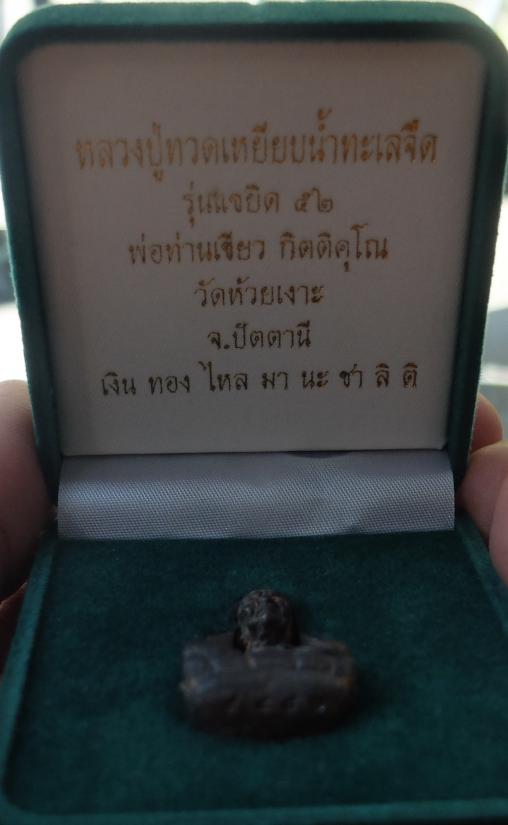 หลวงปู่ทวดเหยียบน้ำทะเลจืด
รุ่นแซยิด ๕๒
พ่อท่านเขียว กิตติคุโณ
วัดห้วยเงาะ
จ.ปัตตานี
เงิน ทอง ไหล มา นะ ชา ลิ ติ